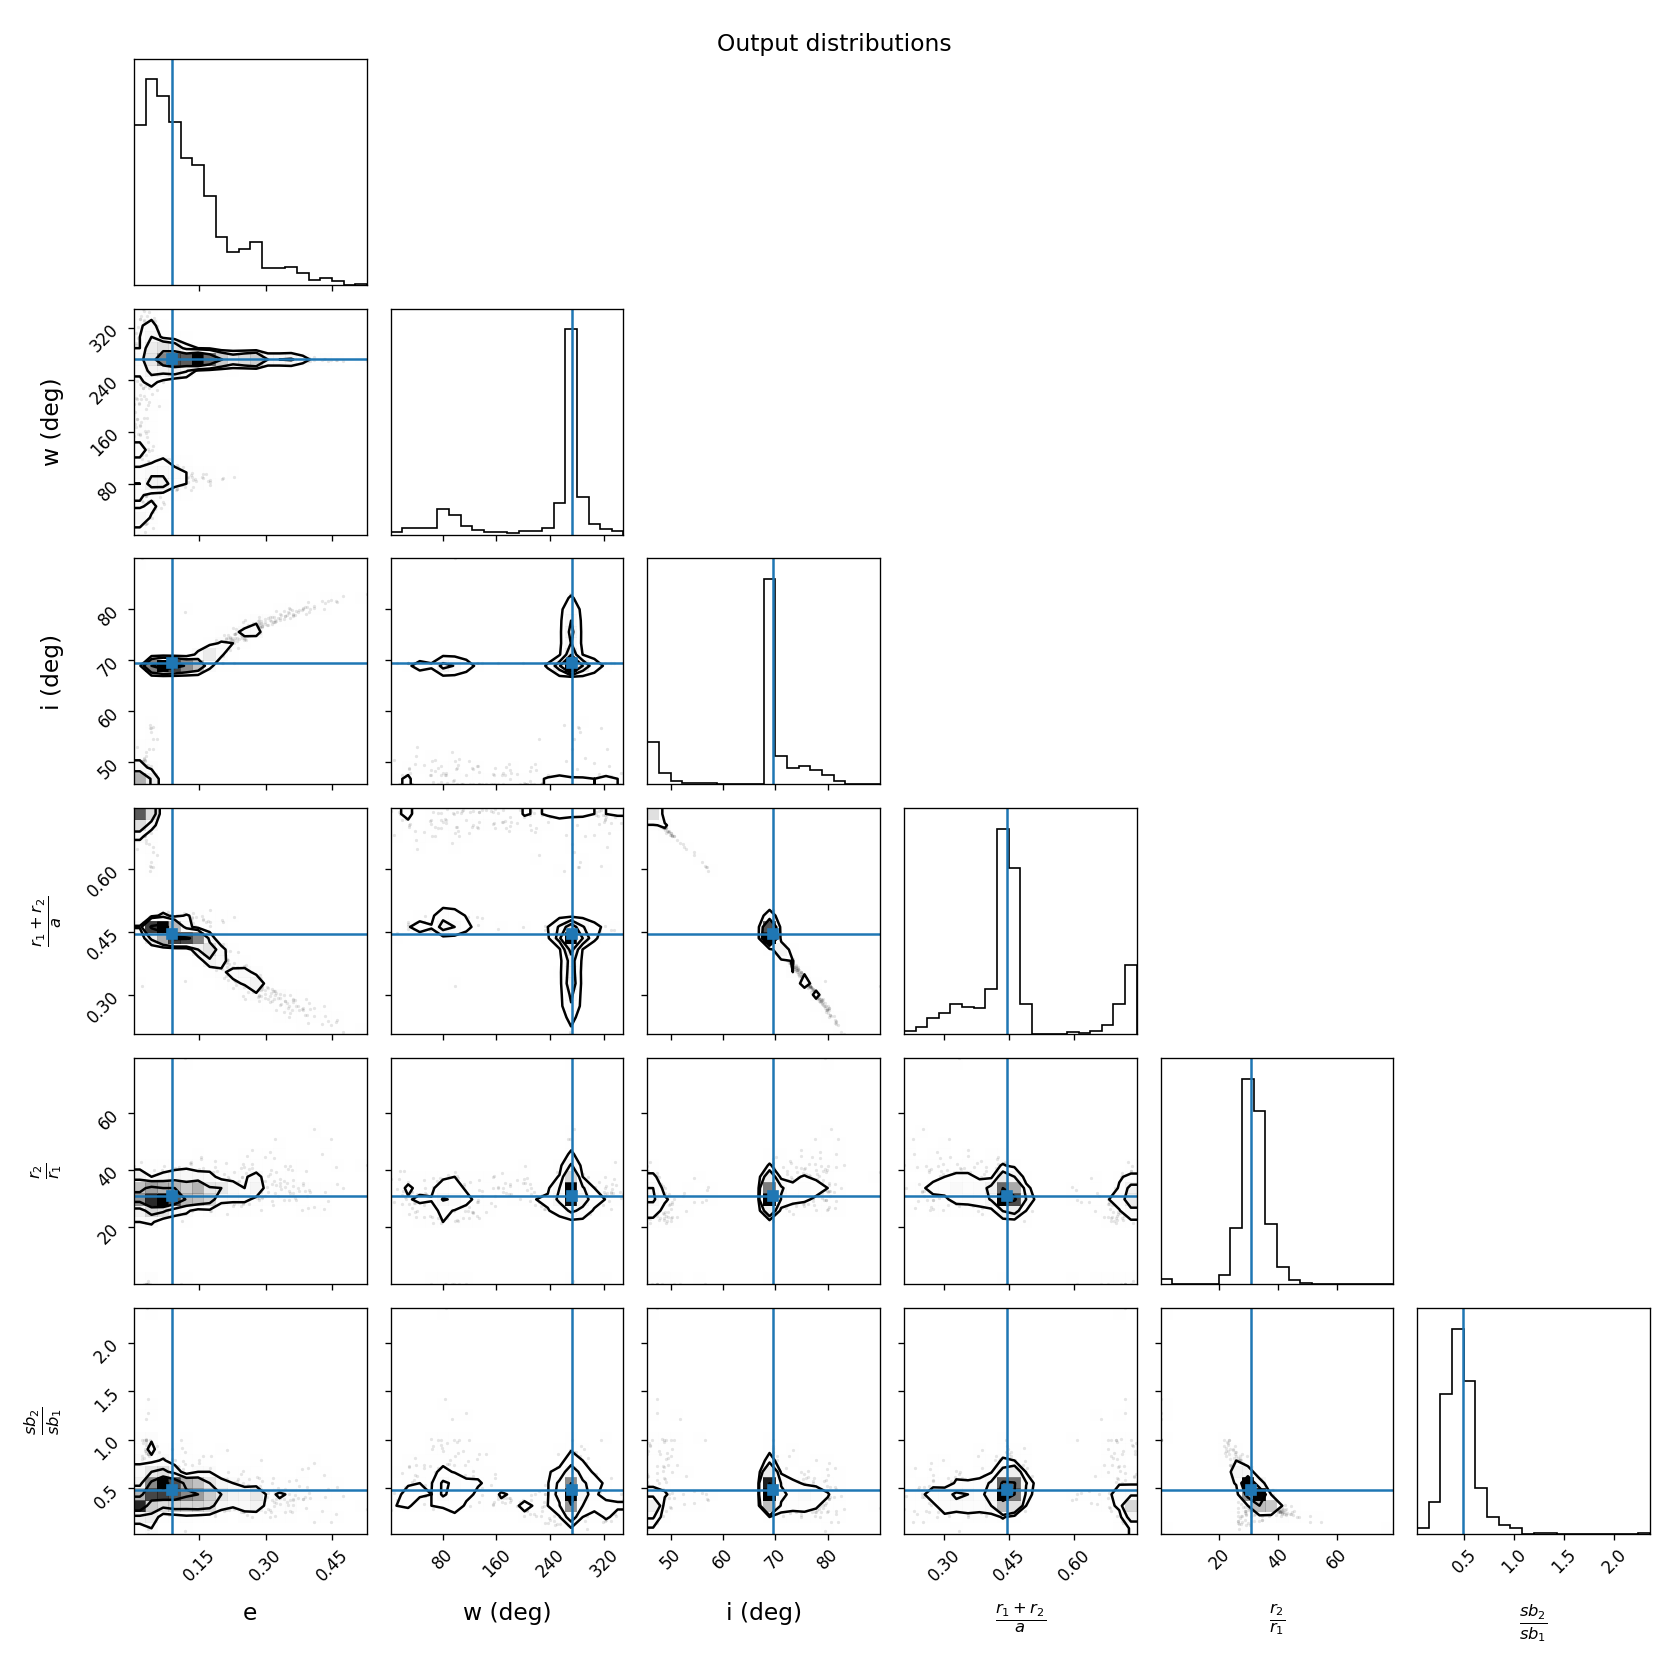 Output distributions
320
240
160
80
w (deg)
80
70
60
50
i (deg)
0.60
0.45
0.30
r₁ + r₂
a
60
40
20
r₂
r₁
2.0
1.5
1.0
0.5
sb₂
sb₁
0.15 0.30 0.45 80 160 240 320 50 60 70 80 0.30 0.45 0.60 20 40 60 0.5 1.0 1.5 2.0
e w (deg) i (deg)
r₁ + r₂
a
r₂
r₁
sb₂
sb₁